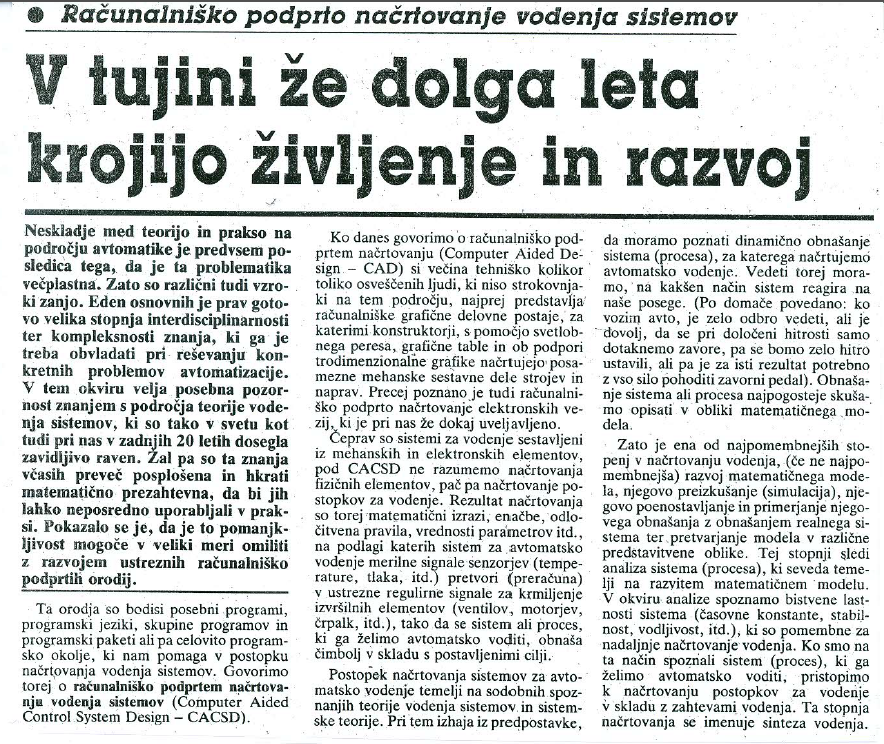 ● Računalniško podprto načrtovanje vodenja sistemov
V tujini že dolga leta
krojijo življenje in razvoj
Neskladje med teorijo in prakso na
področju avtomatike je predvsem po-
sledica tega, da je ta problematika
večplastna. Zato so različni tudi vzro-
ki zanjo. Eden osnovnih je prav goto-
vo velika stopnja interdisciplinarnosti
ter kompleksnosti znanja, ki ga je
treba obvladati pri reševanju kon-
kretnih problemov avtomatizacije.
V tem okviru velja posebna pozor-
nost znanjem s področja teorije vode-
nja sistemov, ki so tako v svetu kot
tudi pri nas v zadnjih 20 letih dosegla
zavidljivo raven. Žal pa so ta znanja
včasih preveč posplošena in hkrati
matematično prezahtevna, da bi jih
lahko neposredno uporabljali v prak-
si. Pokazalo se je, da je to pomanjk-
ljivost mogoče v veliki meri omiliti
z razvojem ustreznih računalniško
podprtih orodij.
Ta orodja so bodisi posebni programi,
programski jeziki, skupine programov in
programski paketi ali pa celovito program-
sko okolje, ki nam pomaga v postopku
načrtovanja vodenja sistemov. Govorimo
torej o računalniško podprtem načrtova-
nju vodenja sistemov (Computer Aided
Control System Design – CACSD).
Ko danes govorimo o računalniško pod-
prtem načrtovanju (Computer Aided De-
sign – CAD) si večina tehniško kolikor
toliko osveščenih ljudi, ki niso strokovnja-
ki na tem področju, najprej predstavlja
računalniške grafične delovne postaje, za
katerimi konstruktorji, s pomočjo svetlob-
nega peresa, grafične table in ob podpori
trodimenzionalne grafike načrtujejo posa-
mezne mehanske sestavne dele strojev in
naprav. Precej poznano je tudi računalni-
ško podprto načrtovanje elektronskih ve-
zij, ki je pri nas že dokaj uveljavljeno.
Čeprav so sistemi za vodenje sestavljeni
iz mehanskih in elektronskih elementov,
pod CACSD ne razumemo načrtovanja
fizičnih elementov, pač pa načrtovanje po-
stopkov za vodenje. Rezultat načrtovanja
so torej matematični izrazi, enačbe, odlo-
čitvena pravila, vrednosti parametrov itd.,
na podlagi katerih sistem za avtomatsko
vodenje merilne signale senzorjev (tempe-
rature, tlaka, itd.) pretvori (preračuna)
v ustrezne regulirne signale za krmiljenje
izvršilnih elementov (ventilov, motorjev,
črpalk, itd.), tako da se sistem ali proces,
ki ga želimo avtomatsko voditi, obnaša
čimbolj v skladu s postavljenimi cilji.
Postopek načrtovanja sistemov za avto-
matsko vodenje temelji na sodobnih spoz-
nanjih teorije vodenja sistemov in sistem-
ske teorije. Pri tem izhaja iz predpostavke,
da moramo poznati dinamično obnašanje
sistema (procesa), za katerega načrtujemo
avtomatsko vodenje. Vedeti torej mora-
mo, na kakšen način sistem reagira na
naše posege. (Po domače povedano: ko
vozim avto, je zelo odbro vedeti, ali je
dovolj, da se pri določeni hitrosti samo
dotaknemo zavore, pa se bomo zelo hitro
ustavili, ali pa je za isti rezultat potrebno
z vso silo pohoditi zavorni pedal). Obnaša-
nje sistema ali procesa najpogosteje skuša-
mo opisati v obliki matematičnega mo-
dela.
Zato je ena od najpomembnejših sto-
penj v načrtovanju vodenja, (če ne najpo-
membnejša) razvoj matematičnega mode-
la, njegovo preizkušanje (simulacija), nje-
govo poenostavljanje in primerjanje njego-
vega obnašanja z obnašanjem realnega si-
stema ter pretvarjanje modela v različne
predstavitvene oblike. Tej stopnji sledi
analiza sistema (procesa), ki seveda teme-
lji na razvitem matematičnem modelu.
V okviru analize spoznamo bistvene last-
nosti sistema (časovne konstante, stabil-
nost, vodljivost, itd.), ki so pomembne za
nadaljnje načrtovanje vodenja. Ko smo na
ta način spoznali sistem (proces), ki ga
želimo avtomatsko voditi, pristopimo
k načrtovanju postopkov za vodenje
v skladu z zahtevami vodenja. Ta stopnja
načrtovanja se imenuje sinteza vodenja.